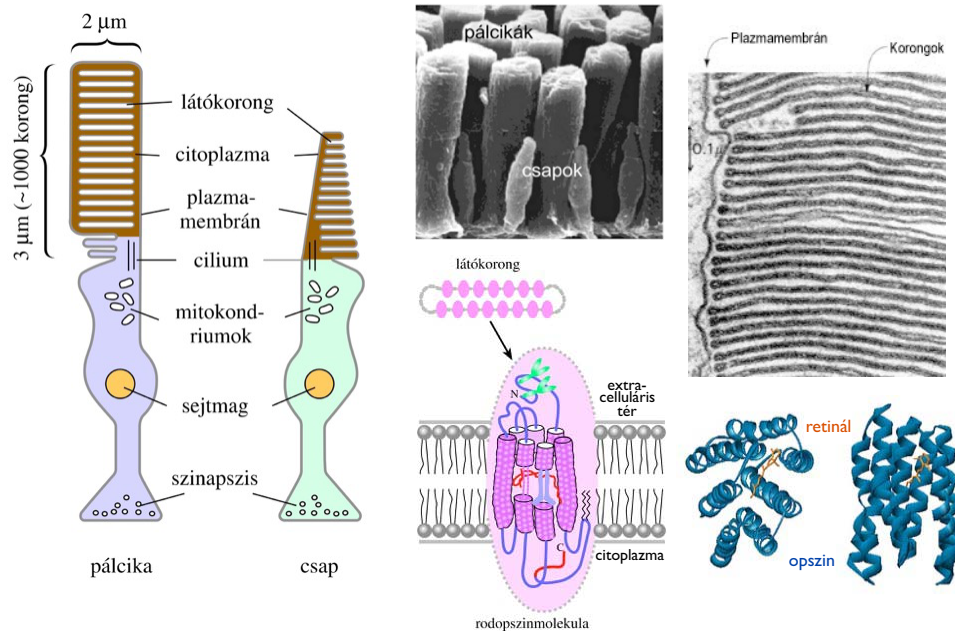 2 μm
3 μm (~1000 korong)
látókorong
citoplazma
plazma-
membrán
cilium
mitokond-
riumok
sejtmag
szinapszis
pálcika
csap
pálcikák
csapok
Plazmamembrán
Korongok
0.1μ
látókorong
N
extra-
celluláris
tér
C
citoplazma
rodopszinmolekula
retinál
opszin